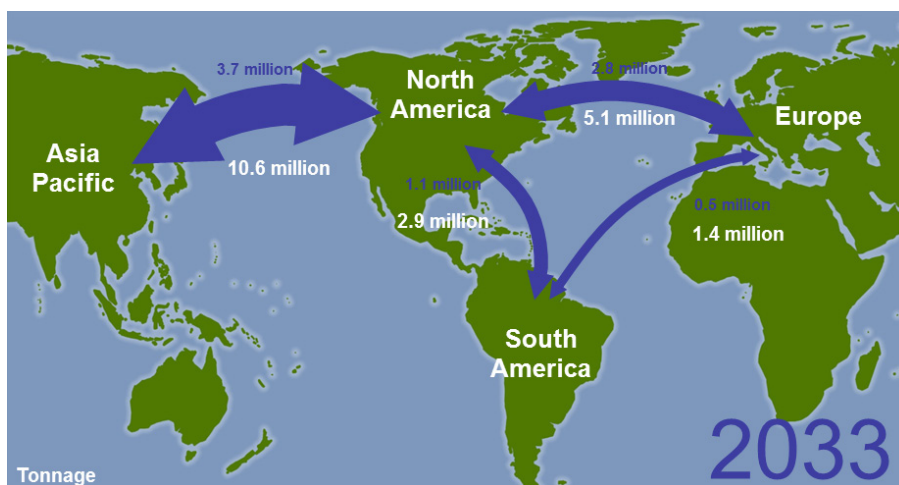 3.7 million
North
America
2.8 million
5.1 million
Europe
Asia
Pacific
10.6 million
1.1 million
2.9 million
0.5 million
1.4 million
South
America
2033
Tonnage